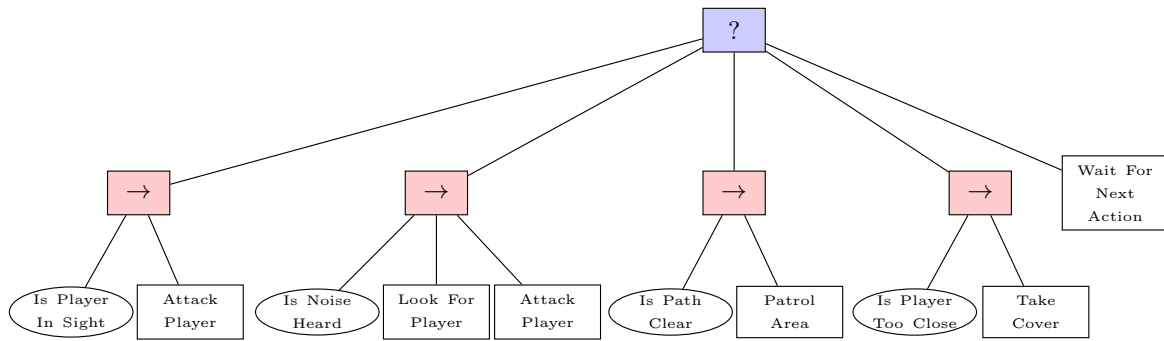 ?
→
→
→
→
Wait For
Next
Action
Is Player
In Sight
Attack
Player
Is Noise
Heard
Look For
Player
Attack
Player
Is Path
Clear
Patrol
Area
Is Player
Too Close
Take
Cover